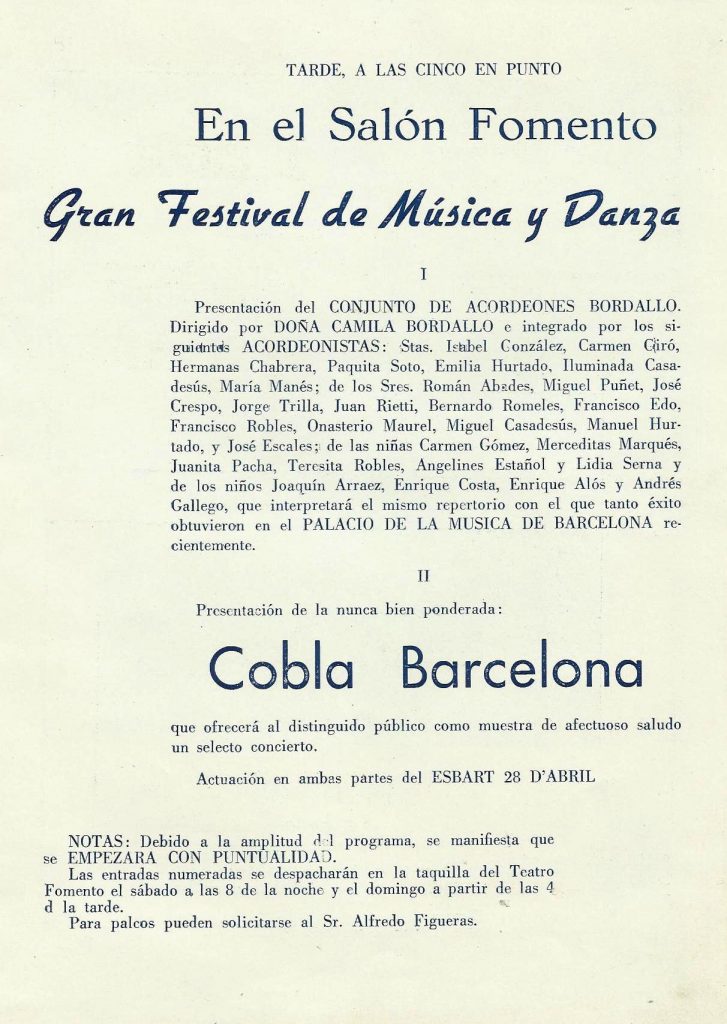 TARDE, A LAS CINCO EN PUNTO
En el Salón Fomento
Gran Festival de Música y Danza
I
Presentación del CONJUNTO DE ACORDEONES BORDALLO.
Dirigido por DOÑA CAMILA BORDALLO e integrado por los si-
guientes ACORDEONISTAS: Stas. Isabel González, Carmen Giró,
Hermanas Chabrera, Paquita Soto, Emilia Hurtado, Iluminada Casa-
desús, María Manés; de los Sres. Román Abades, Miguel Puñet, José
Crespo, Jorge Trilla, Juan Rietti, Bernardo Romeles, Francisco Edo,
Francisco Robles, Onasterio Maurel, Miguel Casadesús, Manuel Hur-
tado, y José Escales; de las niñas Carmen Gómez, Merceditas Marqués,
Juanita Pacha, Teresita Robles, Angelines Estañol y Lidia Serna y
de los niños Joaquín Arraez, Enrique Costa, Enrique Alós y Andrés
Gallego, que interpretará el mismo repertorio con el que tanto éxito
obtuvieron en el PALACIO DE LA MUSICA DE BARCELONA re-
cientemente.
II
Presentación de la nunca bien ponderada:
Cobla Barcelona
que ofrecerá al distinguido público como muestra de afectuoso saludo
un selecto concierto.
Actuación en ambas partes del ESBART 28 D'ABRIL
NOTAS: Debido a la amplitud del programa, se manifiesta que
se EMPEZARA CON PUNTUALIDAD.
Las entradas numeradas se despacharán en la taquilla del Teatro
Fomento el sábado a las 8 de la noche y el domingo a partir de las 4
d la tarde.
Para palcos pueden solicitarse al Sr. Alfredo Figueras.